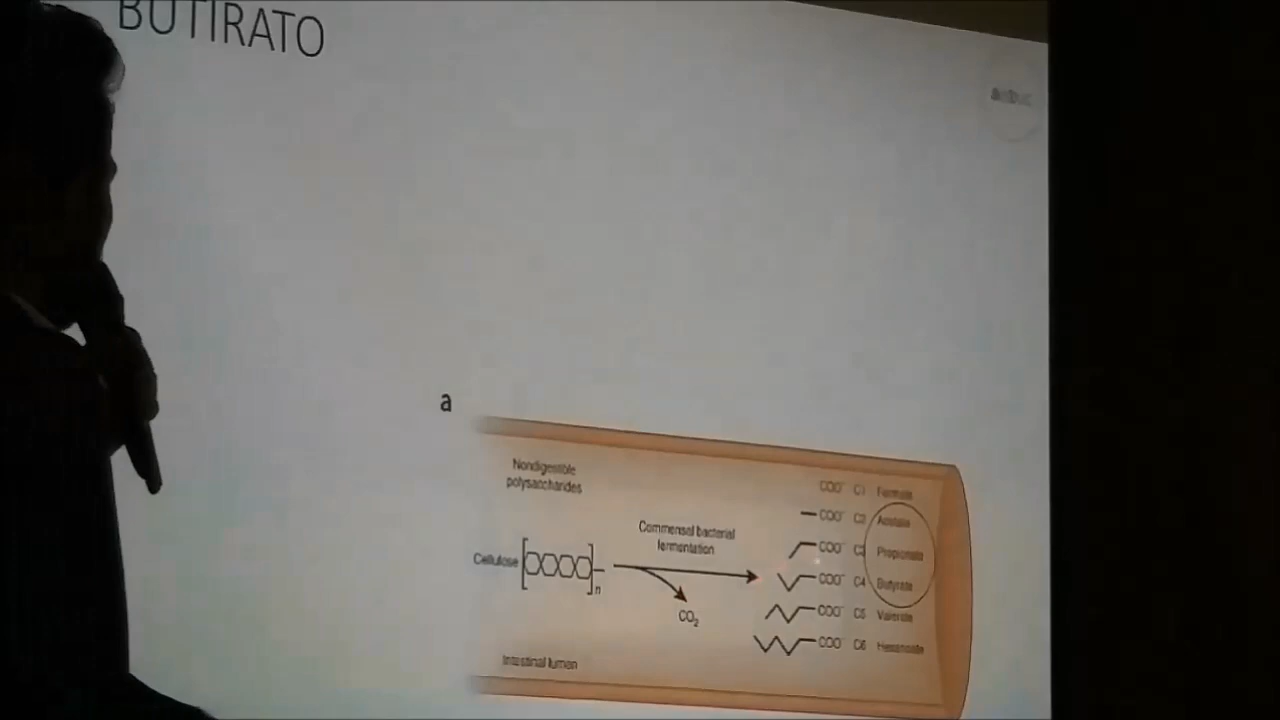 BUTIRATO
a
Nondigestible
polysaccharides
Cellulose
n
Commensal bacterial
fermentation
CO₂
COO⁻ C1 Formate
COO⁻ C2 Acetate
COO⁻ C3 Propionate
COO⁻ C4 Butyrate
COO⁻ C5 Valerate
COO⁻ C6 Hexanoate
Intestinal lumen